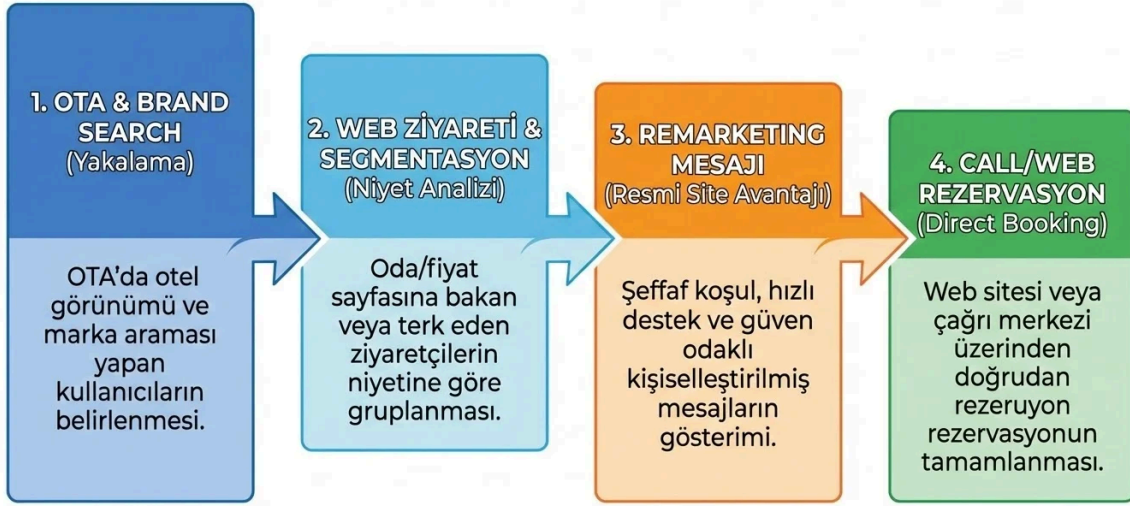 1. OTA & BRAND
SEARCH
(Yakalama)
OTA'da otel
görünümü ve
marka araması
yapan
kullanıcıların
belirlenmesi.
2. WEB ZİYARETİ &
SEGMENTASYON
(Niyet Analizi)
Oda/fiyat
sayfasına bakan
veya terk eden
ziyaretçilerin
niyetine göre
gruplanması.
3. REMARKETING
MESAJI
(Resmi Site Avantajı)
Şeffaf koşul, hızlı
destek ve güven
odaklı
kişiselleştirilmiş
mesajların
gösterimi.
4. CALL/WEB
REZERVASYON
(Direct Booking)
Web sitesi veya
çağrı merkezi
üzerinden
doğrudan
rezeruyon
rezervasyonun
tamamlanması.